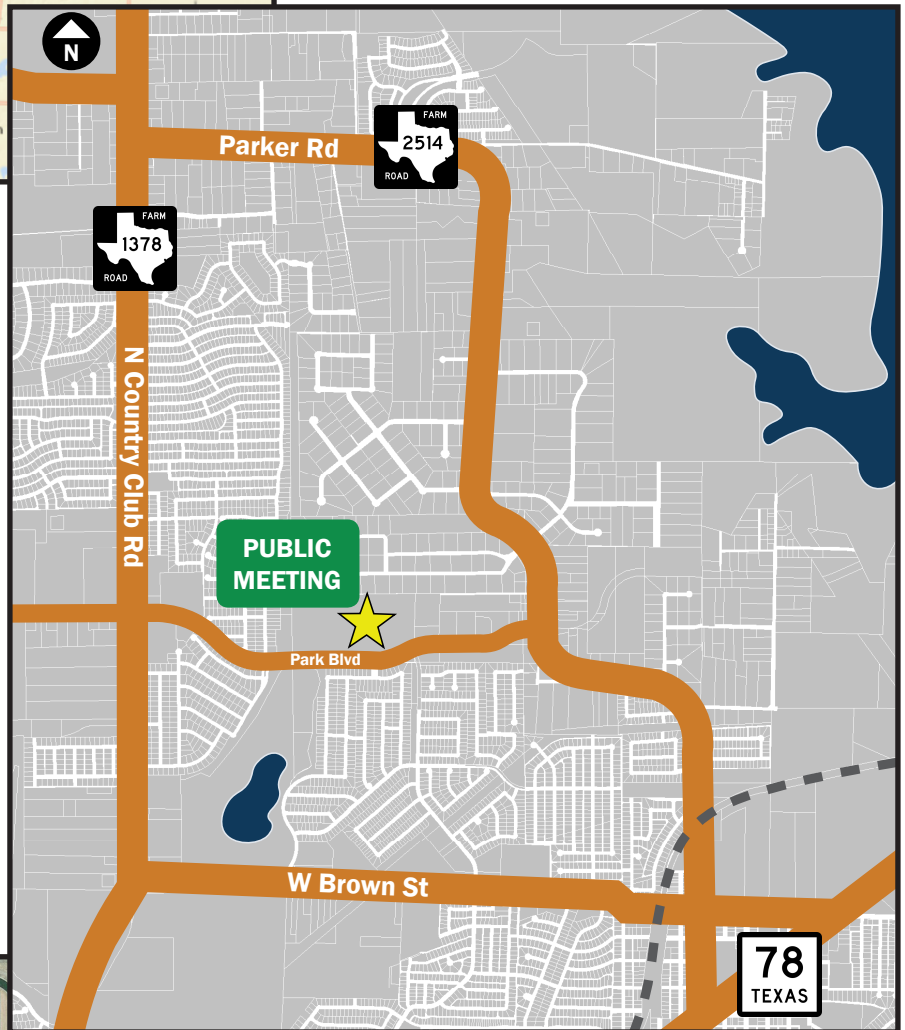 N
Parker Rd
FARM
2514
ROAD
FARM
1378
ROAD
N Country Club Rd
PUBLIC
MEETING
Park Blvd
W Brown St
78
TEXAS